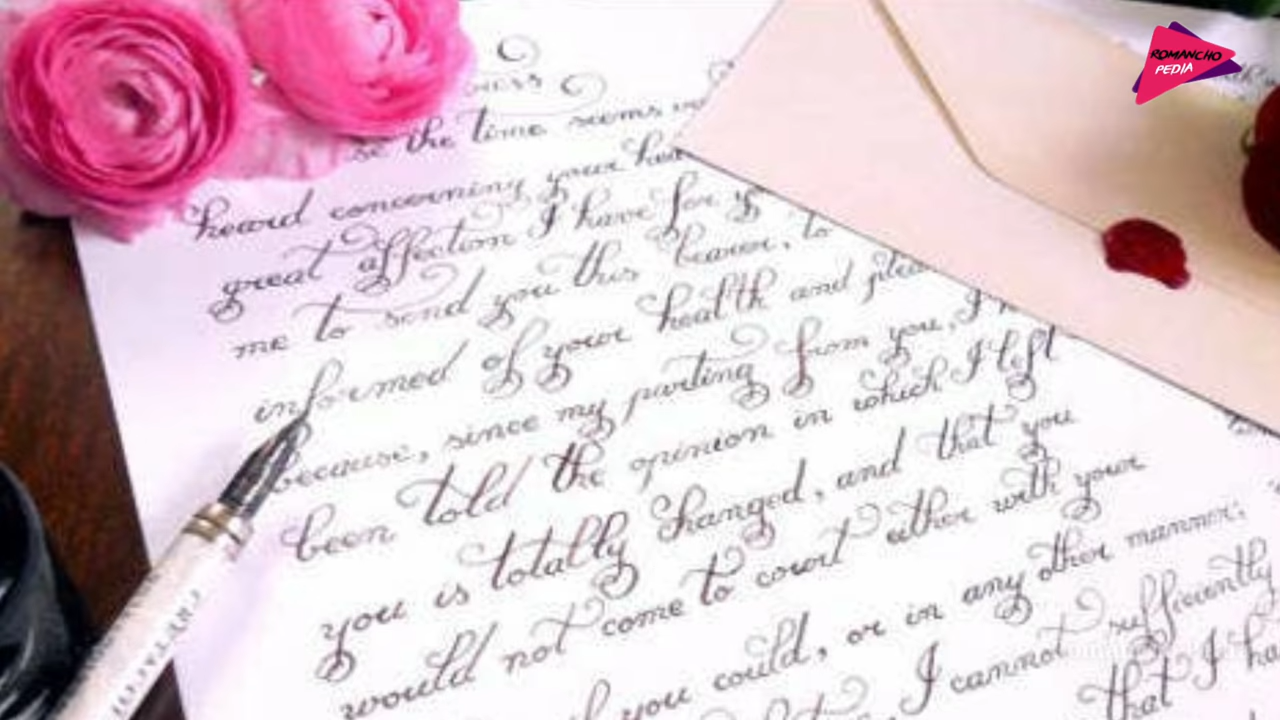 ROMANCHO
PEDIA
the time seems
heard concerning your
great affection I have for
me to send you this bearer, to
informed of your health and
because, since my parting from you, I
been told the opinion in which I left
you is totally changed, and that you
would not come to court either with your
you could, or in any other manner;
I cannot sufficiently
that I